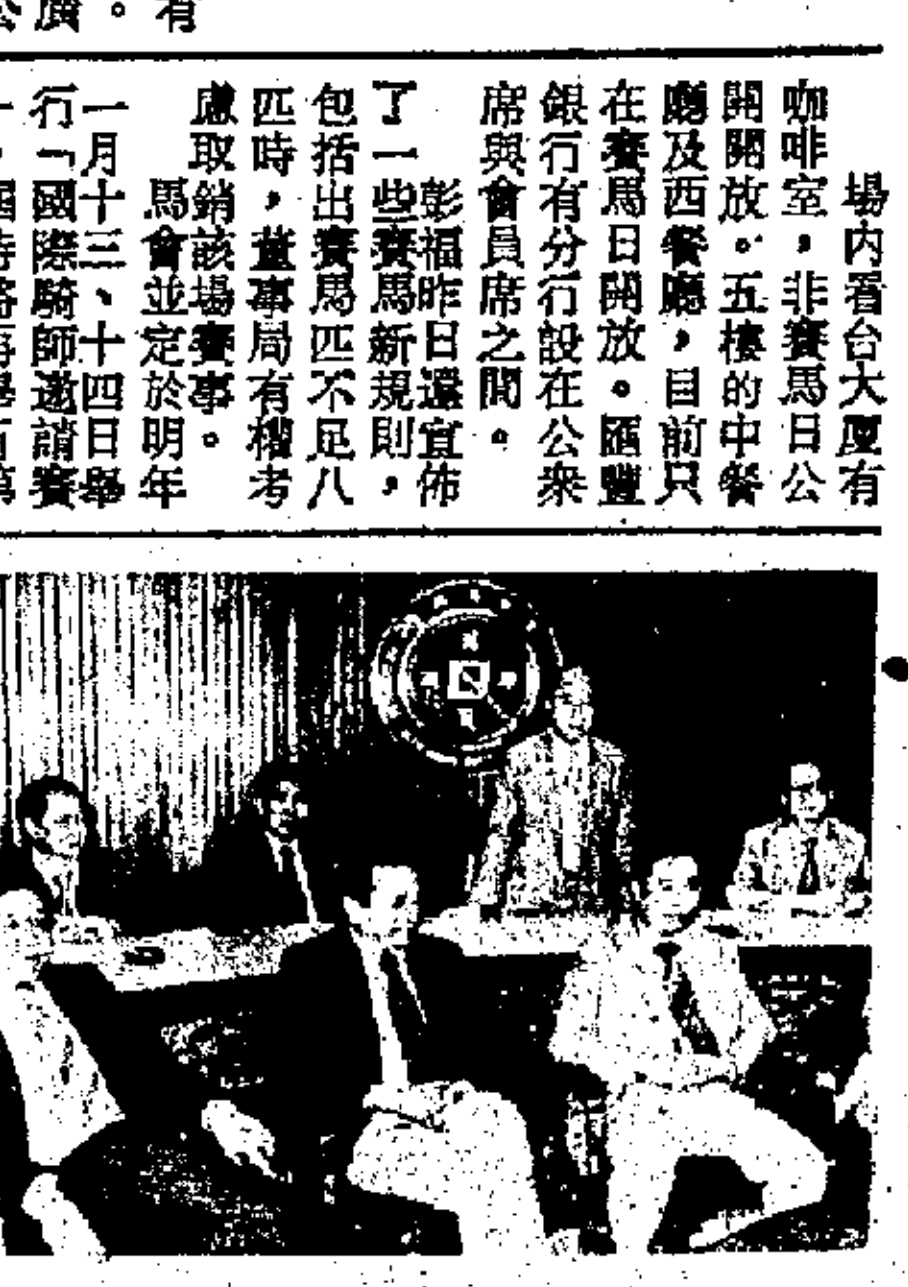 場內看台大廈有
咖啡室，非賽馬日公
開開放。五樓的中餐
廳及西餐廳，目前只
在賽馬日開放。匯豐
銀行有分行設在公衆
席與會員席之間。
彭福昨日還宣佈
了一些賽馬新規則，
包括出賽馬匹不足八
匹時，董事局有權考
慮取銷該場賽事。
馬會並定於明年
一月十三、十四日舉
行「國際騎師邀請賽
有
。
廣